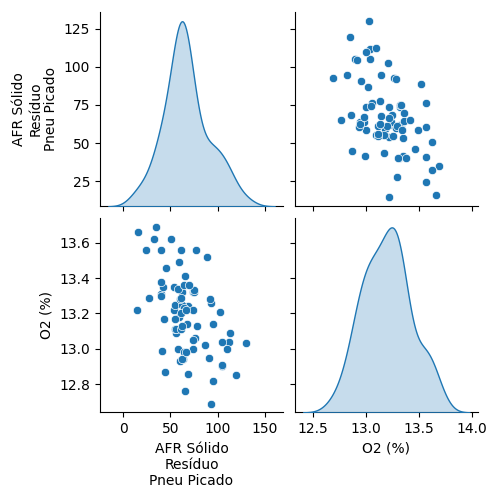 125
100
75
50
25
AFR Sólido
Resíduo
Pneu Picado
13.6
13.4
13.2
13.0
12.8
O2 (%)
0 50 100 150
AFR Sólido
Resíduo
Pneu Picado
12.5 13.0 13.5 14.0
O2 (%)